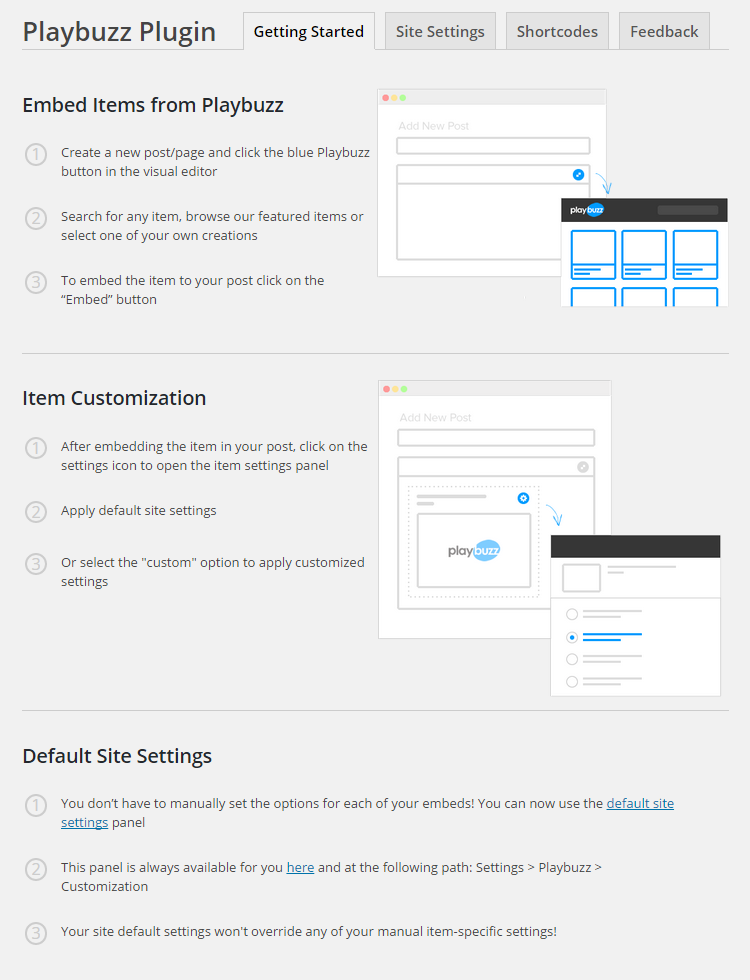 Playbuzz Plugin
Getting Started
Site Settings
Shortcodes
Feedback
Embed Items from Playbuzz
1
Create a new post/page and click the blue Playbuzz
button in the visual editor
2
Search for any item, browse our featured items or
select one of your own creations
3
To embed the item to your post click on the
“Embed” button
Add New Post
playbuzz
Item Customization
1
After embedding the item in your post, click on the
settings icon to open the item settings panel
2
Apply default site settings
3
Or select the "custom" option to apply customized
settings
Add New Post
playbuzz
Default Site Settings
1
You don’t have to manually set the options for each of your embeds! You can now use the default site
settings panel
2
This panel is always available for you here and at the following path: Settings > Playbuzz >
Customization
3
Your site default settings won't override any of your manual item-specific settings!